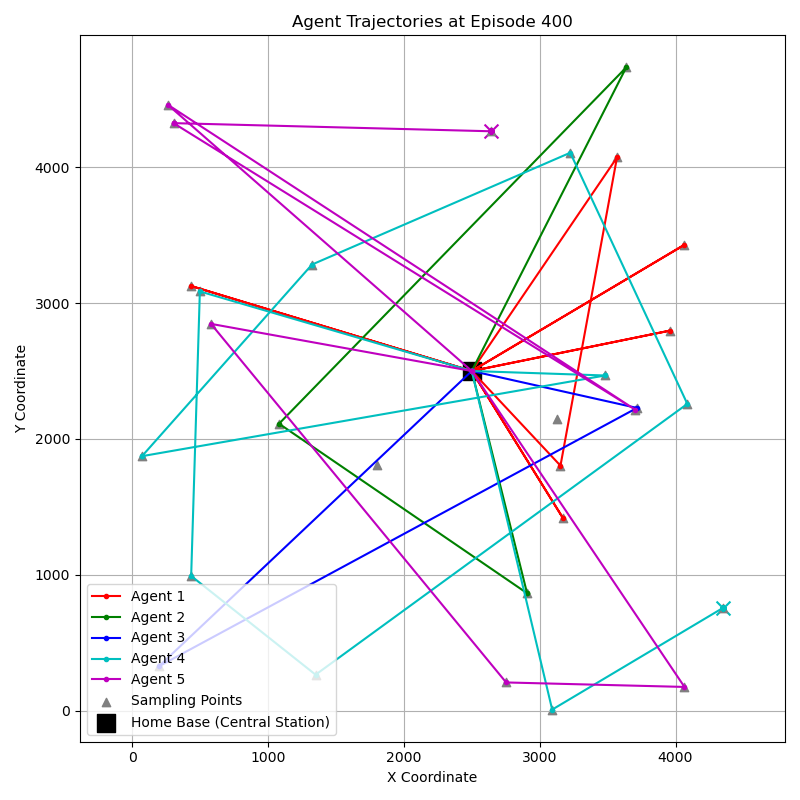 Agent Trajectories at Episode 400
Y Coordinate
4000
3000
2000
1000
0
Agent 1
Agent 2
Agent 3
Agent 4
Agent 5
Sampling Points
Home Base (Central Station)
0 1000 2000 3000 4000
X Coordinate